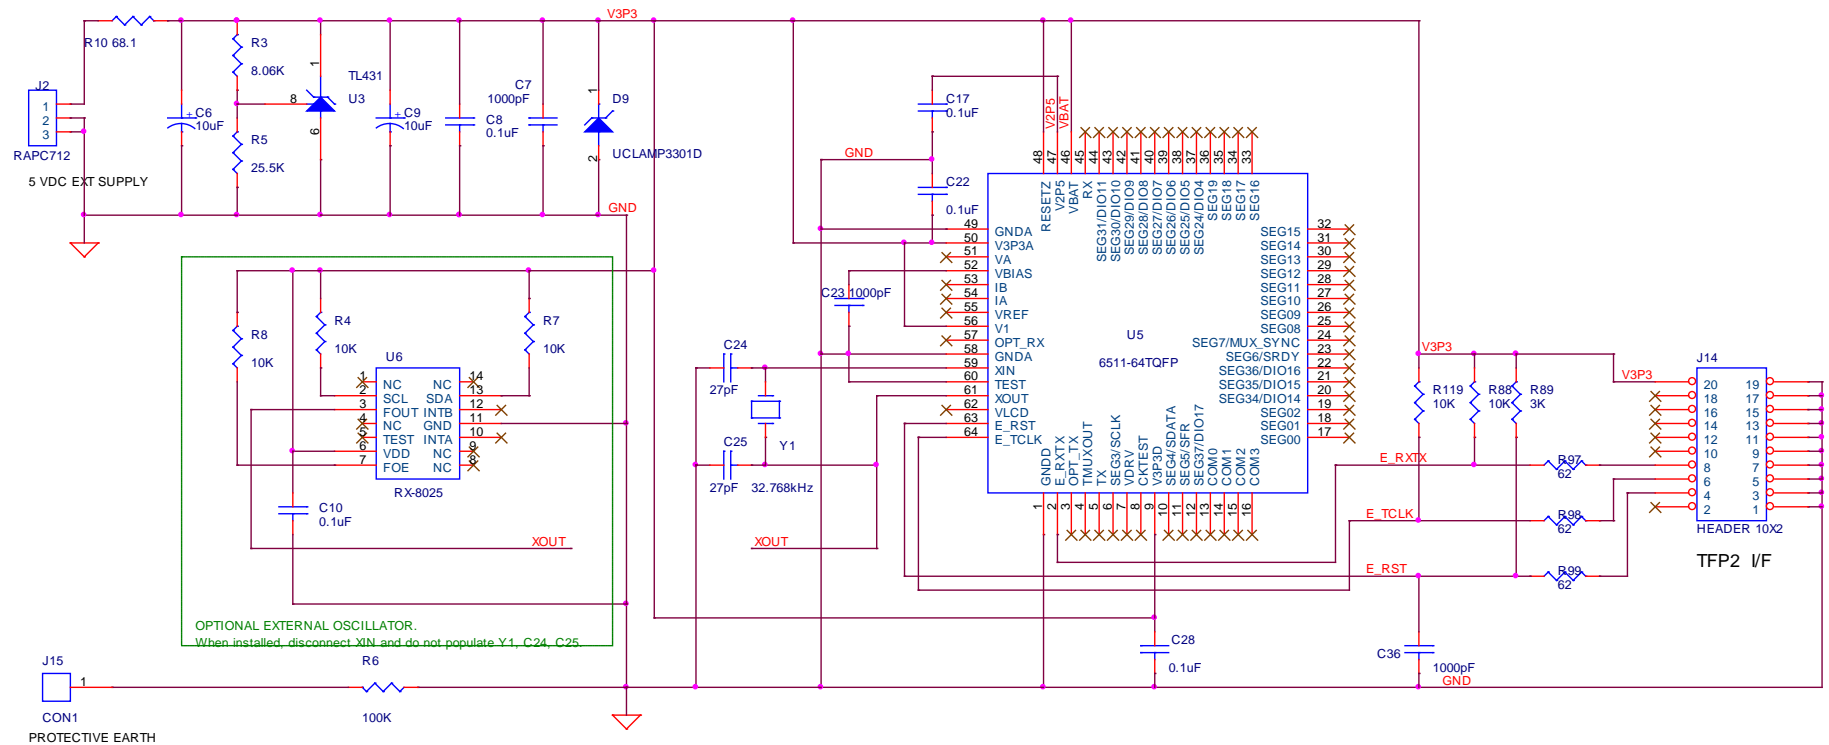 V3P3
R10 68.1
R3
8.06K
TL431
U3
1
8
6
J2
1
2
3
RAPC712
5 VDC EXT SUPPLY
C6
10uF
+
R5
25.5K
C9
10uF
+
C8
0.1uF
C7
1000pF
D9
1
2
UCLAMP3301D
GND
R8
10K
R4
10K
R7
10K
U6
1
2
3
4
5
6
7
NC
SCL
FOUT
NC
TEST
VDD
FOE
NC
SDA
INTB
GND
INTA
NC
NC
14
13
12
11
10
9
8
RX-8025
C10
0.1uF
XOUT
OPTIONAL EXTERNAL OSCILLATOR.
When installed, disconnect XIN and do not populate Y1, C24, C25.
J15
1
CON1
PROTECTIVE EARTH
R6
100K
C17
0.1uF
GND
C22
0.1uF
V2P5
VBAT
C23 1000pF
C24
27pF
C25
27pF
Y1
32.768kHz
XOUT
48
47
46
45
44
43
42
41
40
39
38
37
36
35
34
33
RESETZ
V2P5
VBAT
RX
SEG31/DIO11
SEG30/DIO10
SEG29/DIO9
SEG28/DIO8
SEG27/DIO7
SEG26/DIO6
SEG25/DIO5
SEG24/DIO4
SEG19
SEG18
SEG17
SEG16
49 GNDA
50 V3P3A
51 VA
52 VBIAS
53 IB
54 IA
55 VREF
56 V1
57 OPT_RX
58 GNDA
59 XIN
60 TEST
61 XOUT
62 VLCD
63 E_RST
64 E_TCLK
U5
6511-64TQFP
SEG15 32
SEG14 31
SEG13 30
SEG12 29
SEG11 28
SEG10 27
SEG09 26
SEG08 25
SEG7/MUX_SYNC 24
SEG6/SRDY 23
SEG36/DIO16 22
SEG35/DIO15 21
SEG34/DIO14 20
SEG02 19
SEG01 18
SEG00 17
GNDD
E_RXTX
OPT_TX
TMUXOUT
TX
SEG3/SCLK
VDRV
CKTEST
V3P3D
SEG4/SDATA
SEG5/SFR
SEG37/DIO17
COM0
COM1
COM2
COM3
1
2
3
4
5
6
7
8
9
10
11
12
13
14
15
16
C28
0.1uF
C36
1000pF
GND
V3P3
R119
10K
R88
10K
R89
3K
E_RXTX
E_TCLK
E_RST
R97
62
R98
62
R99
62
V3P3
J14
20 19
18 17
16 15
14 13
12 11
10 9
8 7
6 5
4 3
2 1
HEADER 10X2
TFP2 I/F